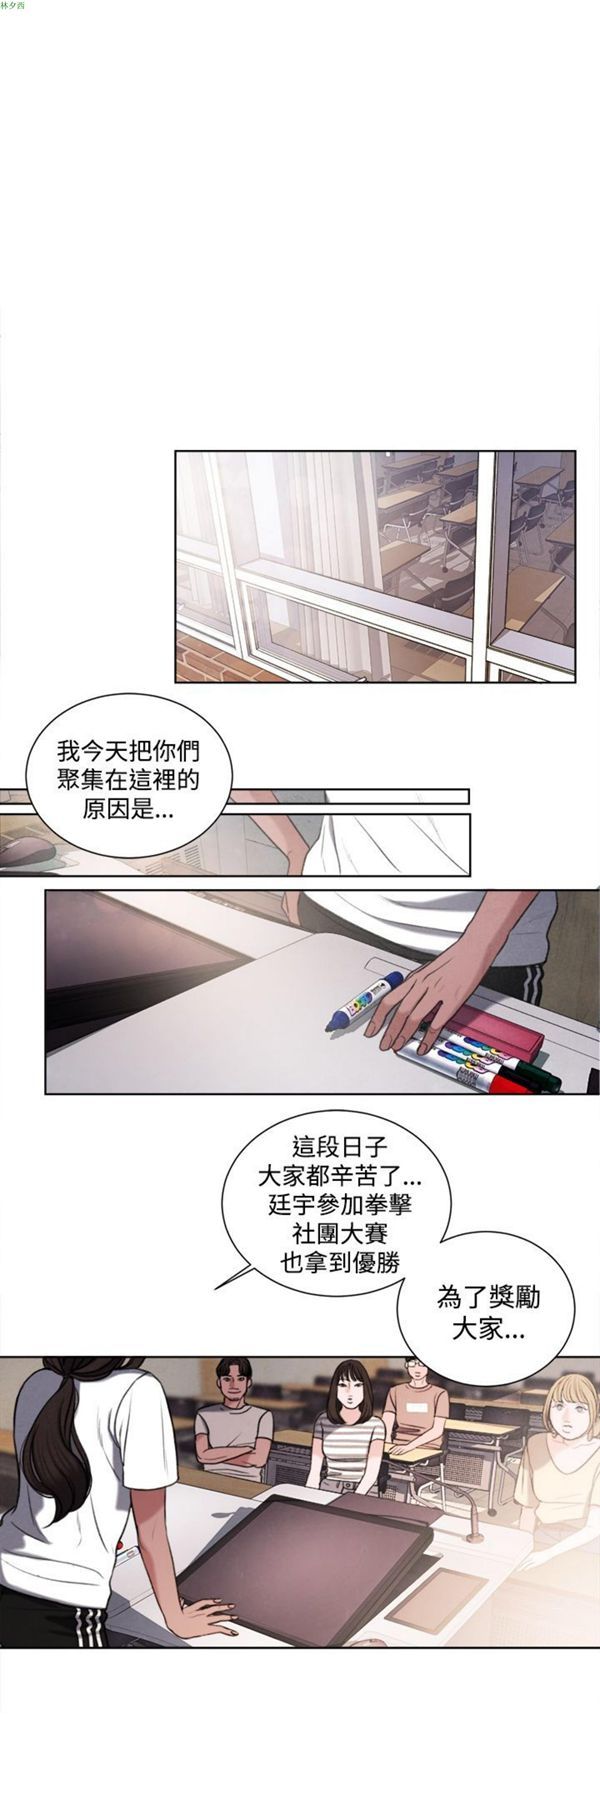 林夕西
我今天把你們
聚集在這裡的
原因是...
這段日子
大家都辛苦了...
廷宇參加拳擊
社團大賽
也拿到優勝
為了獎勵
大家...